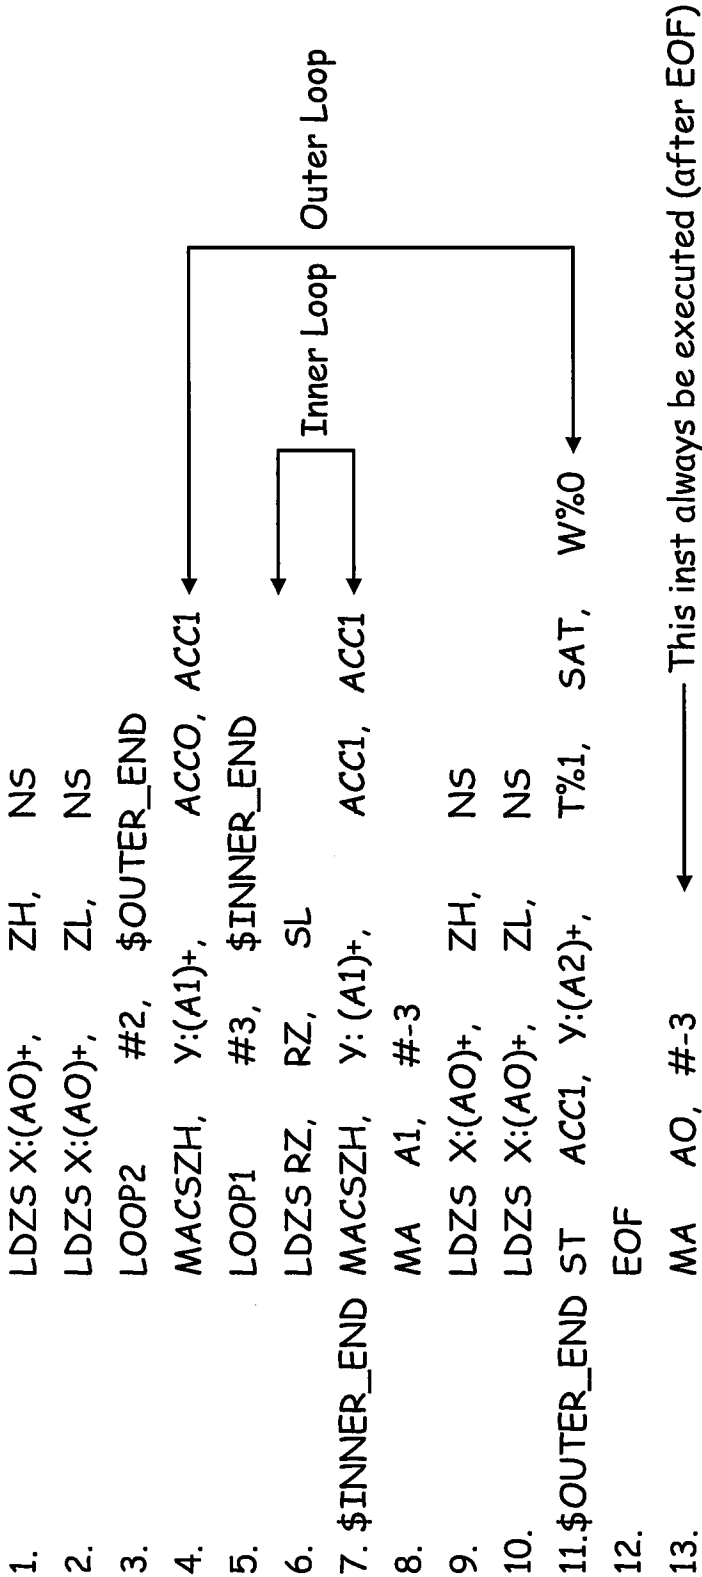 1. LDZS X:(A0)+, ZH, NS
2. LDZS X:(A0)+, ZL, NS
3. LOOP2 #2, $OUTER_END
4. MACSZH, Y:(A1)+, ACC0, ACC1
5. LOOP1 #3, $INNER_END
6. LDZS RZ, RZ, SL
7. $INNER_END MACSZH, Y: (A1)+, ACC1, ACC1
8. MA A1, #-3
9. LDZS X:(A0)+, ZH, NS
10. LDZS X:(A0)+, ZL, NS
11.$OUTER_END ST ACC1, Y:(A2)+, T%1, SAT, W%0
12. EOF
13. MA A0, #-3 This inst always be executed (after EOF)
Inner Loop
Outer Loop